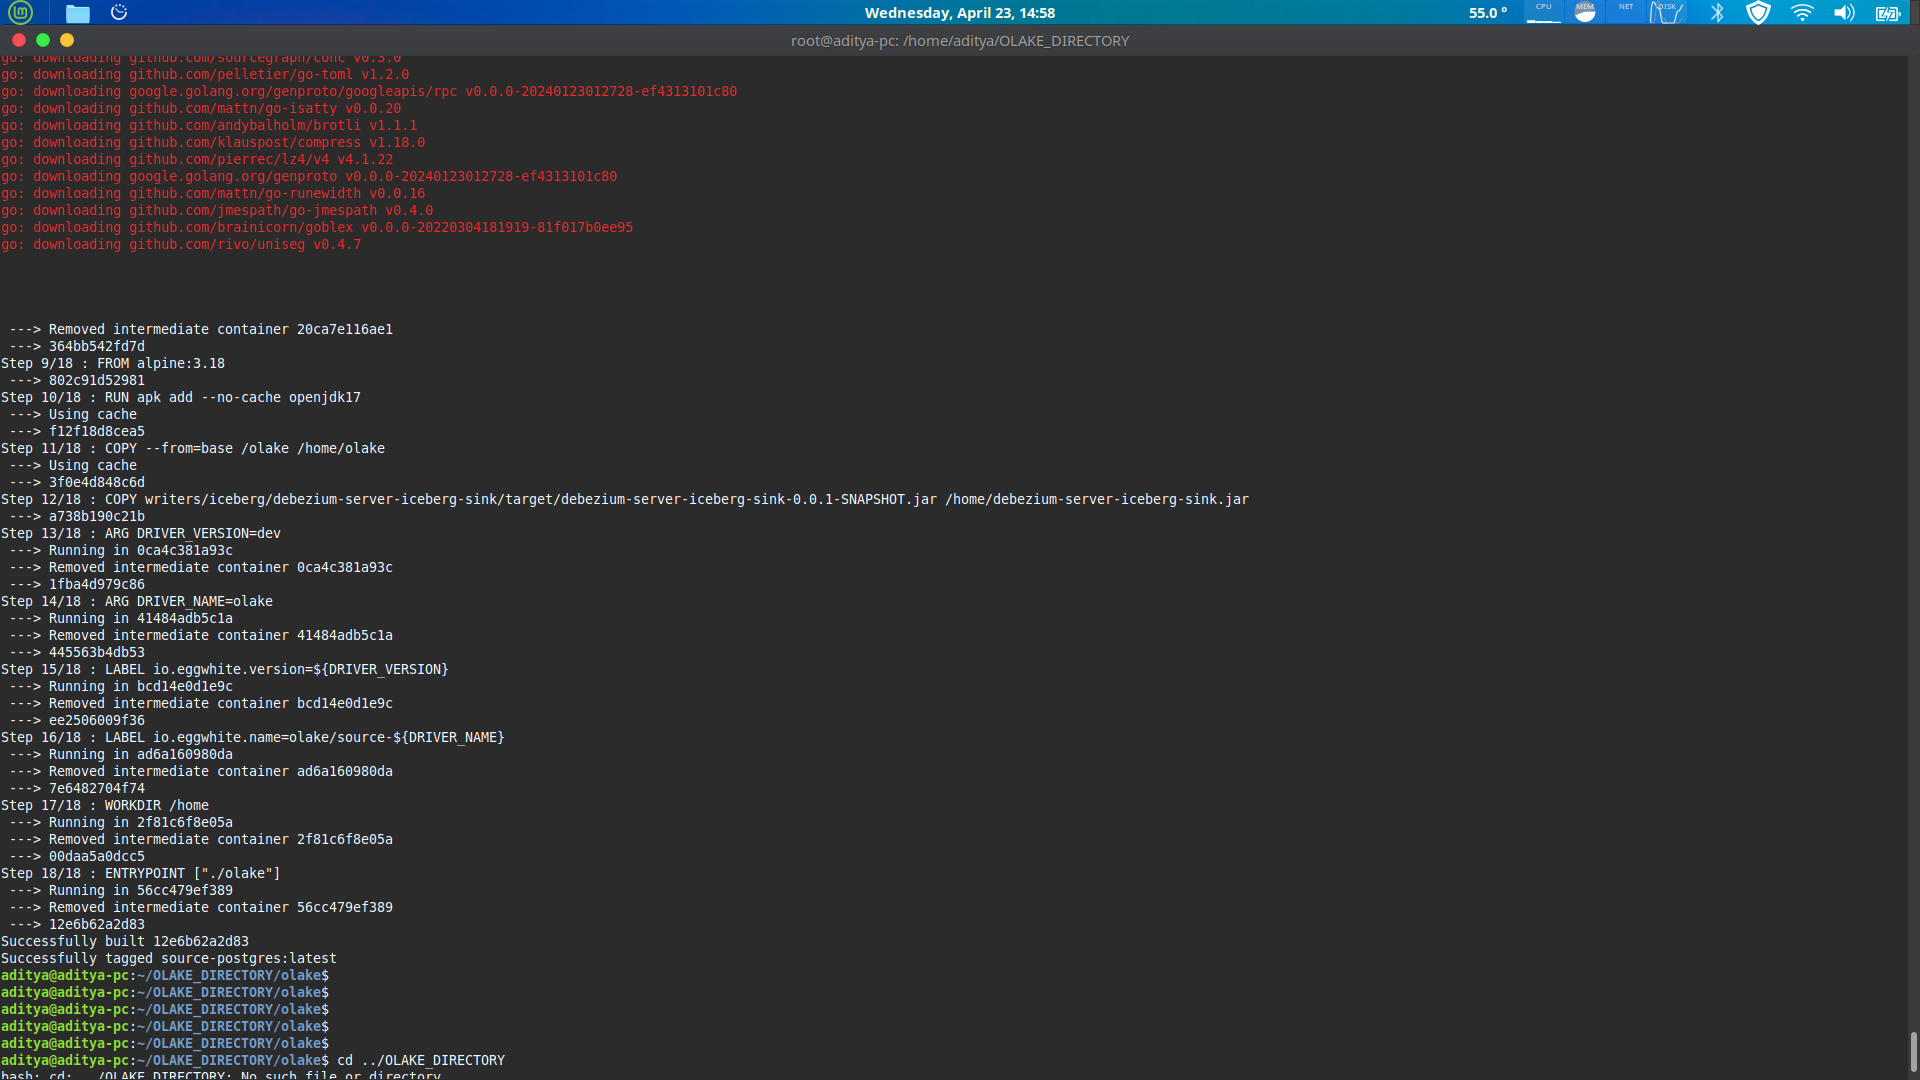 Wednesday, April 23, 14:58
55.0 °
CPU
MEM
NET
DISK
root@aditya-pc: /home/aditya/OLAKE_DIRECTORY
go: downloading github.com/sourcegraph/conc v0.3.0
go: downloading github.com/pelletier/go-toml v1.2.0
go: downloading google.golang.org/genproto/googleapis/rpc v0.0.0-20240123012728-ef4313101c80
go: downloading github.com/mattn/go-isatty v0.0.20
go: downloading github.com/andybalholm/brotli v1.1.1
go: downloading github.com/klauspost/compress v1.18.0
go: downloading github.com/pierrec/lz4/v4 v4.1.22
go: downloading google.golang.org/genproto v0.0.0-20240123012728-ef4313101c80
go: downloading github.com/mattn/go-runewidth v0.0.16
go: downloading github.com/jmespath/go-jmespath v0.4.0
go: downloading github.com/brainicorn/goblex v0.0.0-20220304181919-81f017b0ee95
go: downloading github.com/rivo/uniseg v0.4.7
---> Removed intermediate container 20ca7e116ae1
---> 364bb542fd7d
Step 9/18 : FROM alpine:3.18
---> 802c91d52981
Step 10/18 : RUN apk add --no-cache openjdk17
---> Using cache
---> f12f18d8cea5
Step 11/18 : COPY --from=base /olake /home/olake
---> Using cache
---> 3f0e4d848c6d
Step 12/18 : COPY writers/iceberg/debezium-server-iceberg-sink/target/debezium-server-iceberg-sink-0.0.1-SNAPSHOT.jar /home/debezium-server-iceberg-sink.jar
---> a738b190c21b
Step 13/18 : ARG DRIVER_VERSION=dev
---> Running in 0ca4c381a93c
---> Removed intermediate container 0ca4c381a93c
---> 1fba4d979c86
Step 14/18 : ARG DRIVER_NAME=olake
---> Running in 41484adb5c1a
---> Removed intermediate container 41484adb5c1a
---> 445563b4db53
Step 15/18 : LABEL io.eggwhite.version=${DRIVER_VERSION}
---> Running in bcd14e0d1e9c
---> Removed intermediate container bcd14e0d1e9c
---> ee2506009f36
Step 16/18 : LABEL io.eggwhite.name=olake/source-${DRIVER_NAME}
---> Running in ad6a160980da
---> Removed intermediate container ad6a160980da
---> 7e6482704f74
Step 17/18 : WORKDIR /home
---> Running in 2f81c6f8e05a
---> Removed intermediate container 2f81c6f8e05a
---> 00daa5a0dcc5
Step 18/18 : ENTRYPOINT ["./olake"]
---> Running in 56cc479ef389
---> Removed intermediate container 56cc479ef389
---> 12e6b62a2d83
Successfully built 12e6b62a2d83
Successfully tagged source-postgres:latest
aditya@aditya-pc:~/OLAKE_DIRECTORY/olake$
aditya@aditya-pc:~/OLAKE_DIRECTORY/olake$
aditya@aditya-pc:~/OLAKE_DIRECTORY/olake$
aditya@aditya-pc:~/OLAKE_DIRECTORY/olake$
aditya@aditya-pc:~/OLAKE_DIRECTORY/olake$
aditya@aditya-pc:~/OLAKE_DIRECTORY/olake$ cd ../OLAKE_DIRECTORY
bash: cd: ../OLAKE_DIRECTORY: No such file or directory